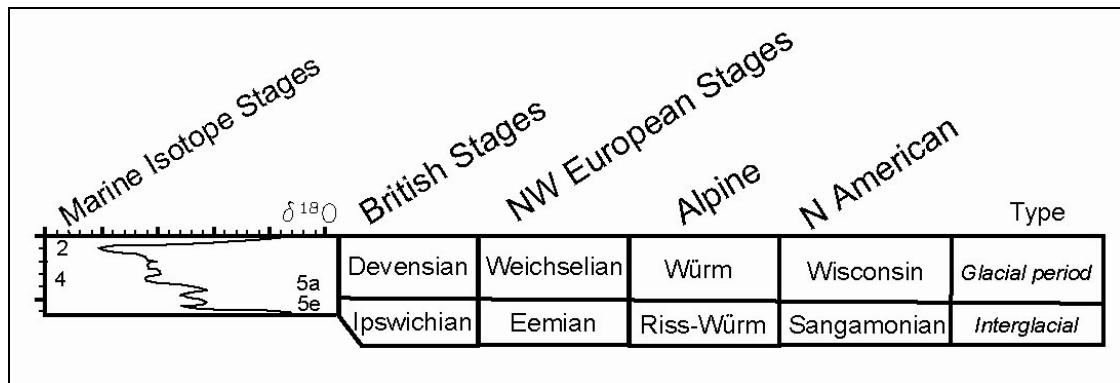 Marine Isotope Stages
British Stages
NW European Stages
Alpine
N American
Type
δ¹⁸O
2
4
5a
5e
Devensian Weichselian Würm Wisconsin Glacial period
Ipswichian Eemian Riss-Würm Sangamonian Interglacial